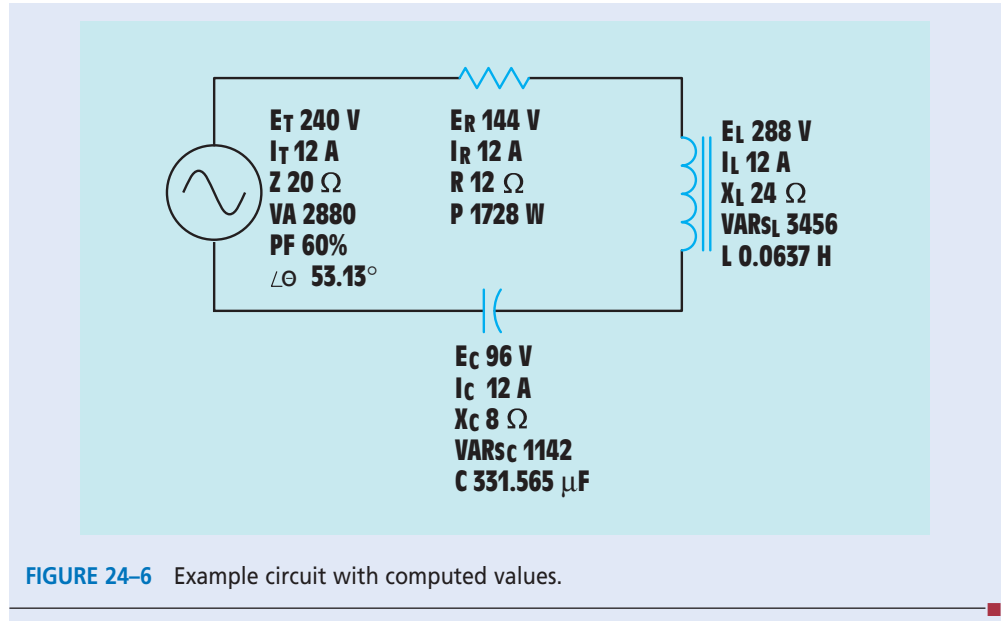 ET 240 V
IT 12 A
Z 20 Ω
VA 2880
PF 60%
∠Θ 53.13°
ER 144 V
IR 12 A
R 12 Ω
P 1728 W
EL 288 V
IL 12 A
XL 24 Ω
VARSL 3456
L 0.0637 H
EC 96 V
IC 12 A
XC 8 Ω
VARSC 1142
C 331.565 μF
FIGURE 24–6 Example circuit with computed values.